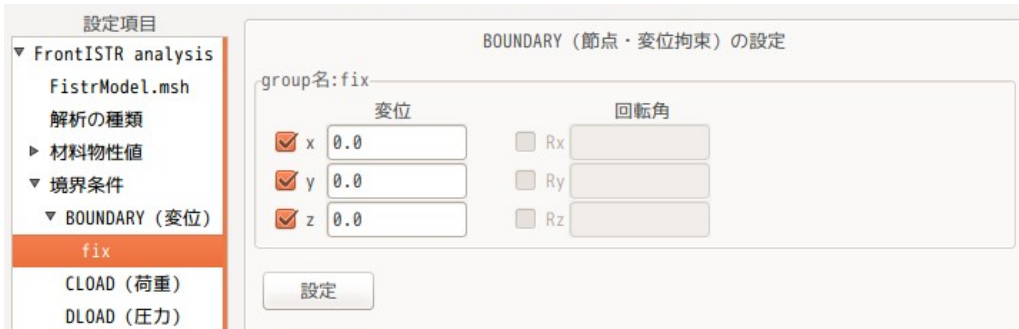 設定項目
▼ FrontISTR analysis
FistrModel.msh
解析の種類
▶ 材料物性値
▼ 境界条件
▼ BOUNDARY (変位)
fix
CLOAD (荷重)
DLOAD (圧力)
BOUNDARY (節点・変位拘束) の設定
group名:fix
変位 回転角
x 0.0 Rx
y 0.0 Ry
z 0.0 Rz
設定